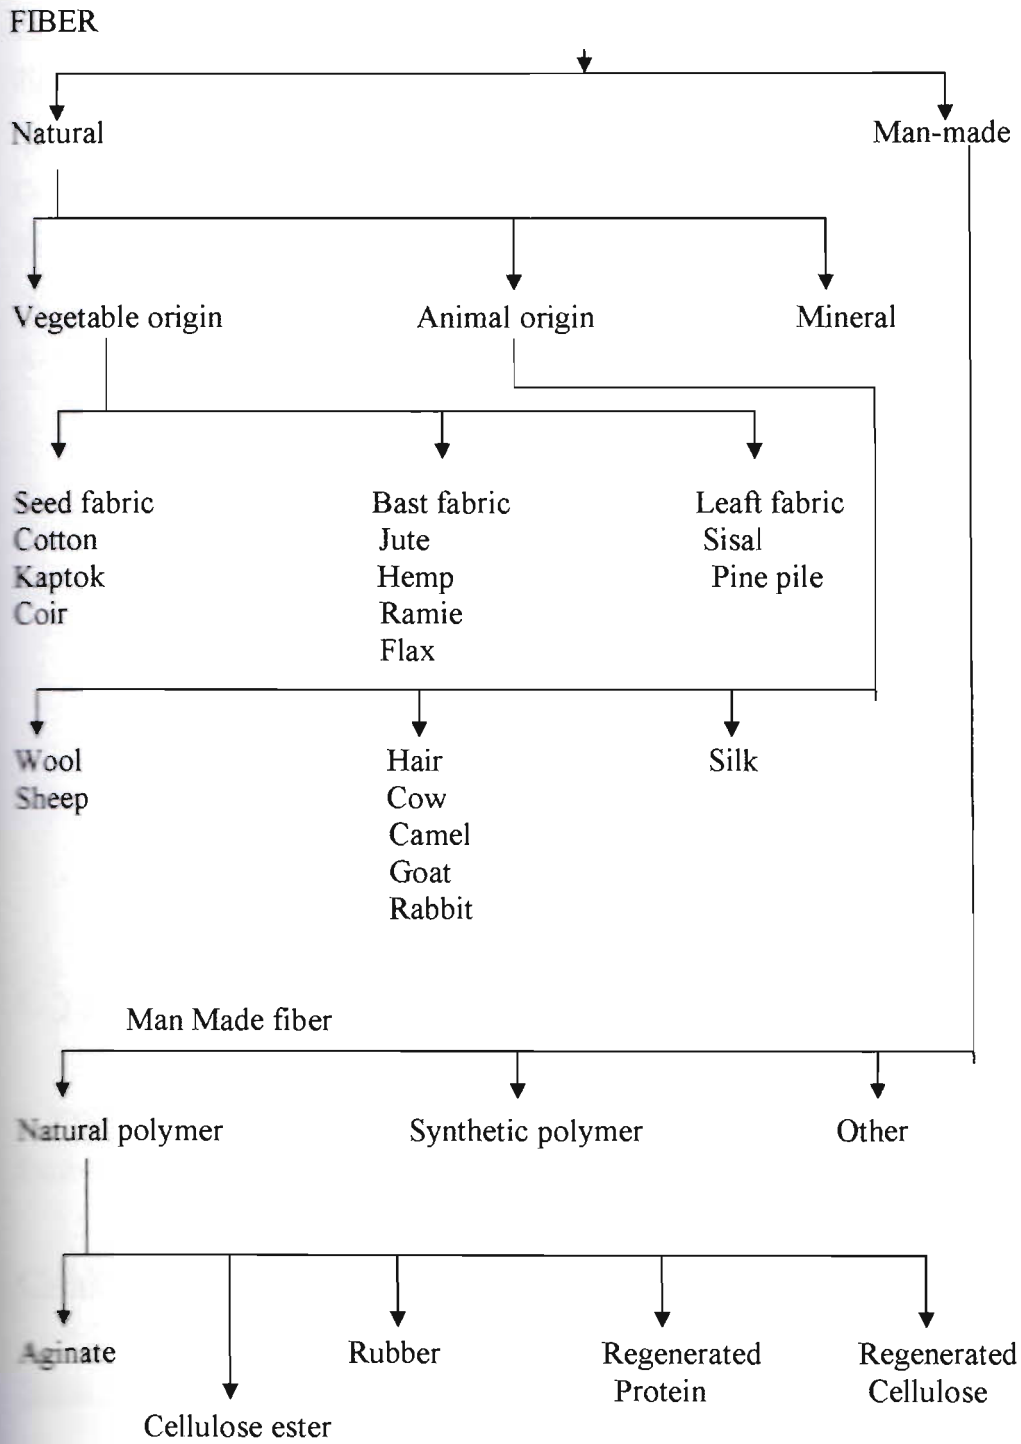 FIBER
Natural
Man-made
Vegetable origin
Animal origin
Mineral
Seed fabric
Cotton
Kaptok
Coir
Bast fabric
Jute
Hemp
Ramie
Flax
Leaft fabric
Sisal
Pine pile
Wool
Sheep
Hair
Cow
Camel
Goat
Rabbit
Silk
Man Made fiber
Natural polymer
Synthetic polymer
Other
Aginate
Cellulose ester
Rubber
Regenerated
Protein
Regenerated
Cellulose